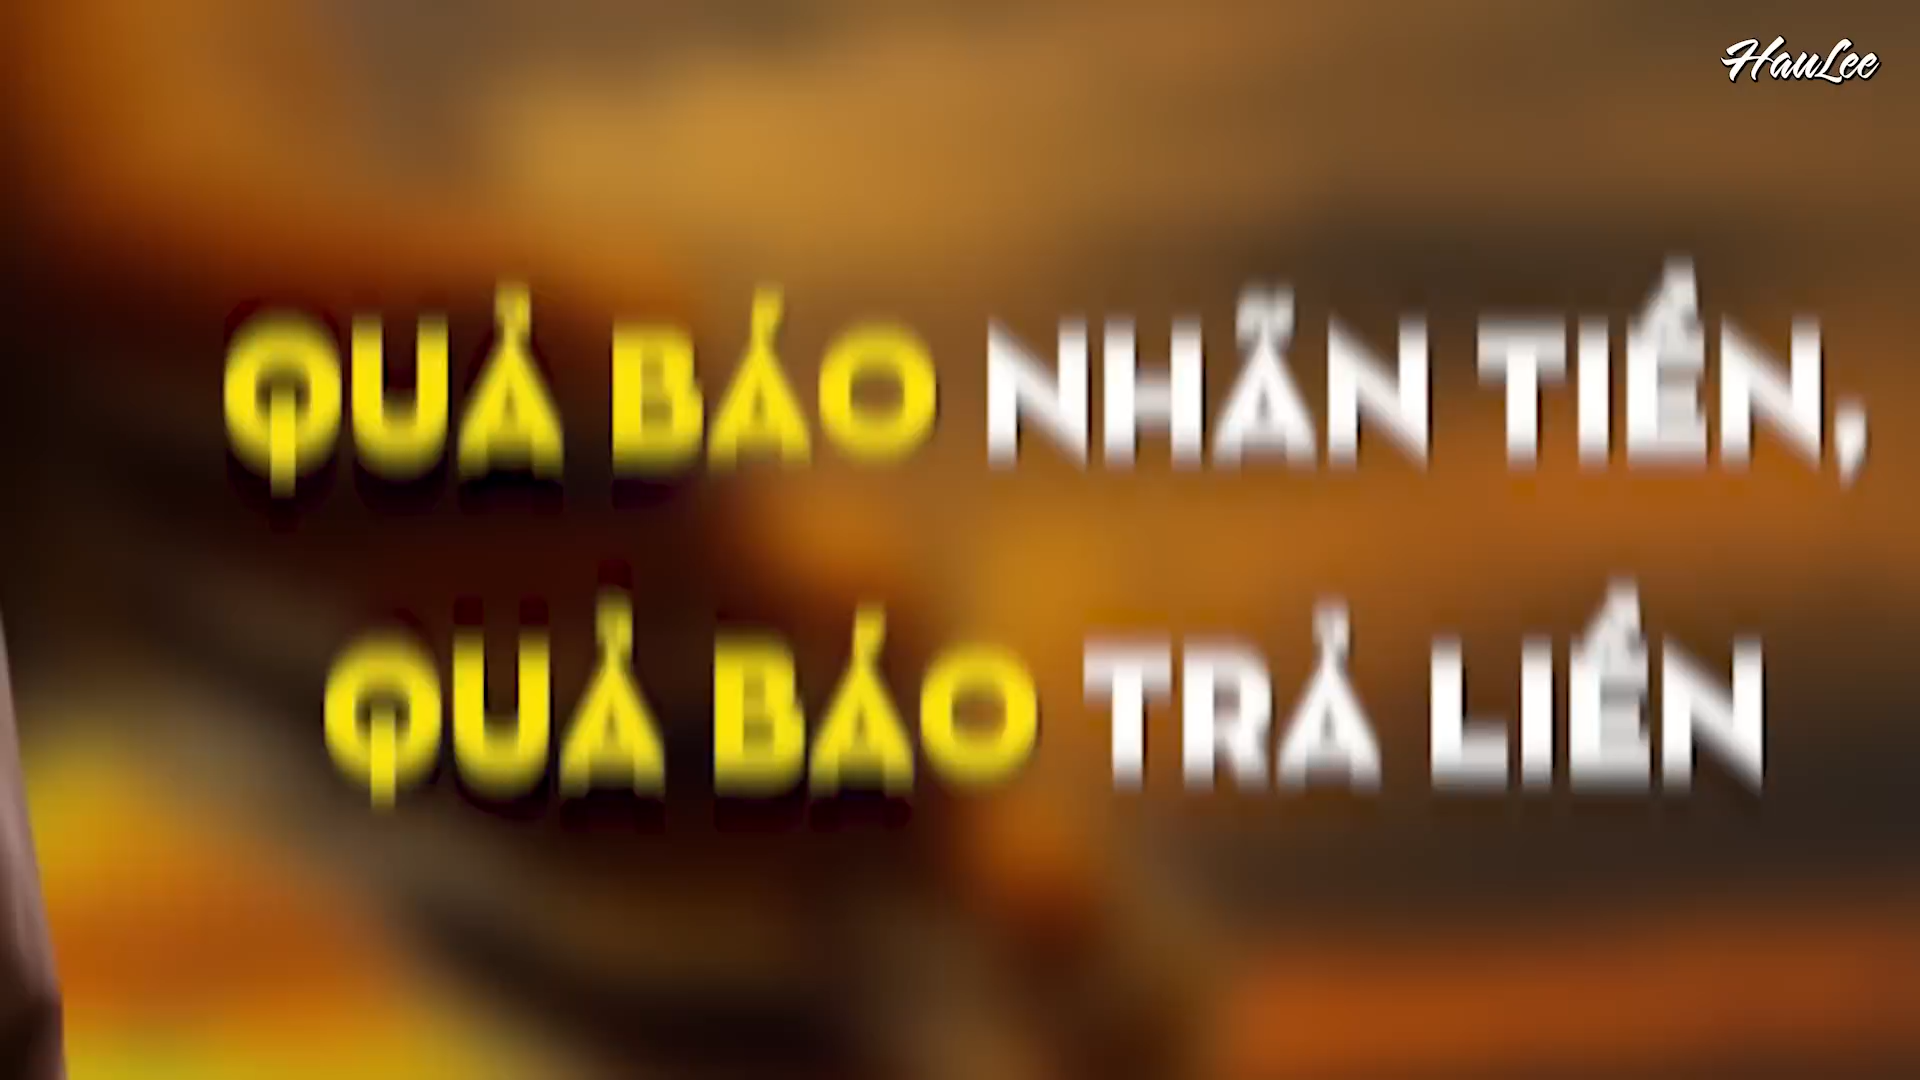 HauLee
QUẢ BÁO NHÃN TIỀN,
QUẢ BÁO TRẢ LIỀN